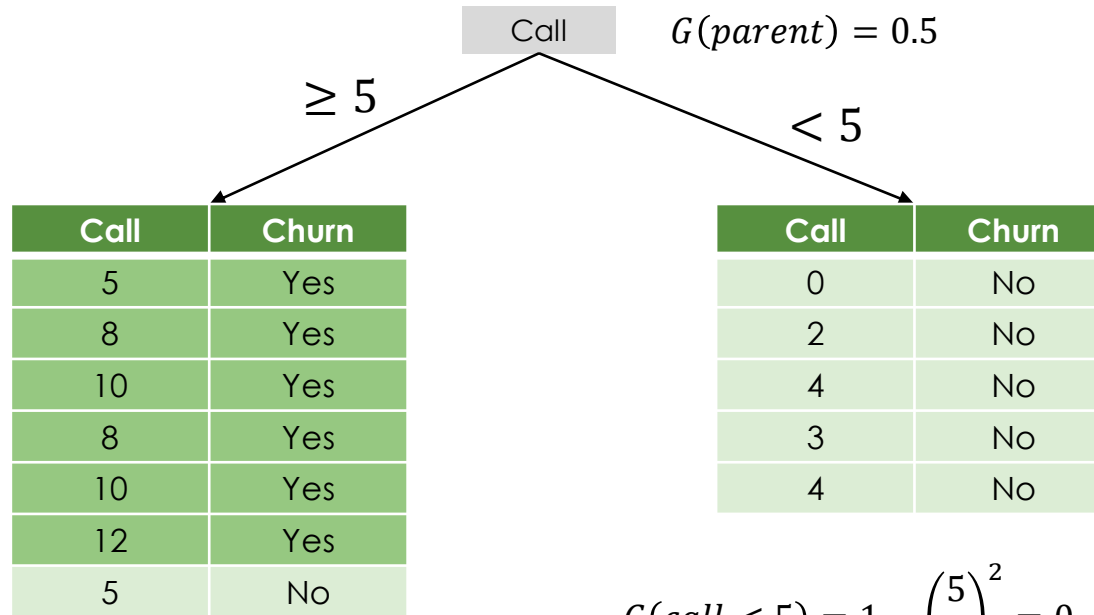 Call
G(parent) = 0.5
≥ 5
< 5
Call Churn
5 Yes
8 Yes
10 Yes
8 Yes
10 Yes
12 Yes
5 No
Call Churn
0 No
2 No
4 No
3 No
4 No